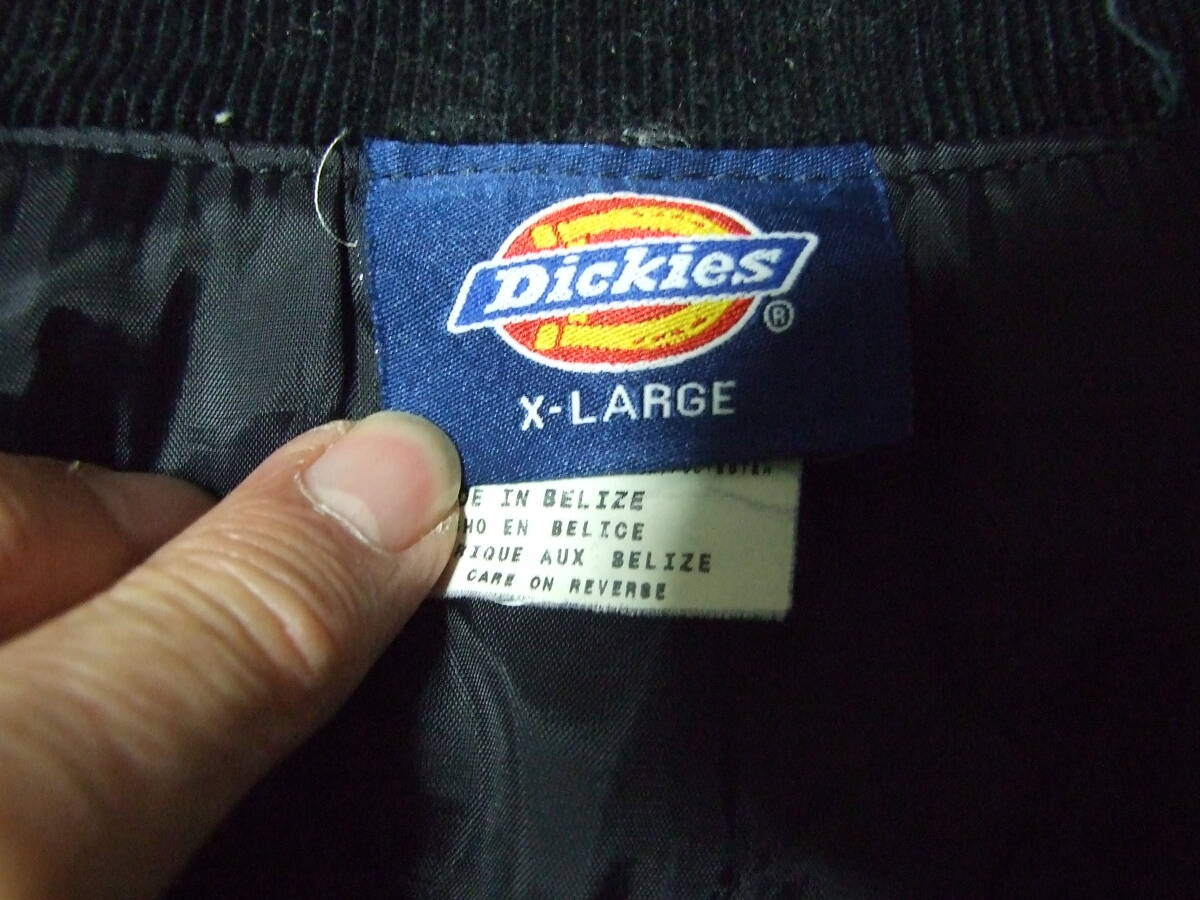 Dickies
®
X-LARGE
DE IN BELIZE
HO EN BELICE
RIQUE AUX BELIZE
CARE ON REVERSE